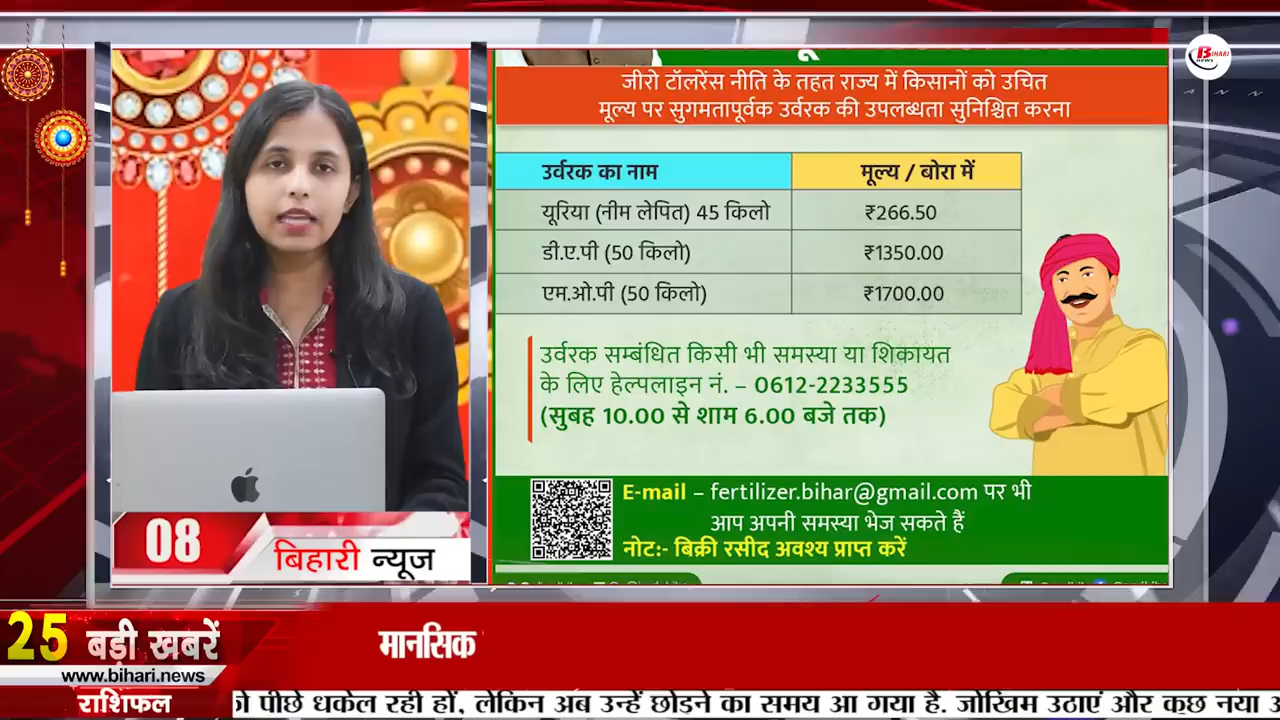 BIHARI
news
जीरो टॉलरेंस नीति के तहत राज्य में किसानों को उचित
मूल्य पर सुगमतापूर्वक उर्वरक की उपलब्धता सुनिश्चित करना
उर्वरक का नाम मूल्य / बोरा में
यूरिया (नीम लेपित) 45 किलो ₹266.50
डी.ए.पी (50 किलो) ₹1350.00
एम.ओ.पी (50 किलो) ₹1700.00
उर्वरक सम्बंधित किसी भी समस्या या शिकायत
के लिए हेल्पलाइन नं. – 0612-2233555
(सुबह 10.00 से शाम 6.00 बजे तक)
E-mail – fertilizer.bihar@gmail.com पर भी
आप अपनी समस्या भेज सकते हैं
नोट:- बिक्री रसीद अवश्य प्राप्त करें
08
बिहारी न्यूज
25 बड़ी खबरें
www.bihari.news
मानसिक
राशिफल
पीछे धकेल रही हों, लेकिन अब उन्हें छोड़ने का समय आ गया है. जोखिम उठाएं और कुछ नया